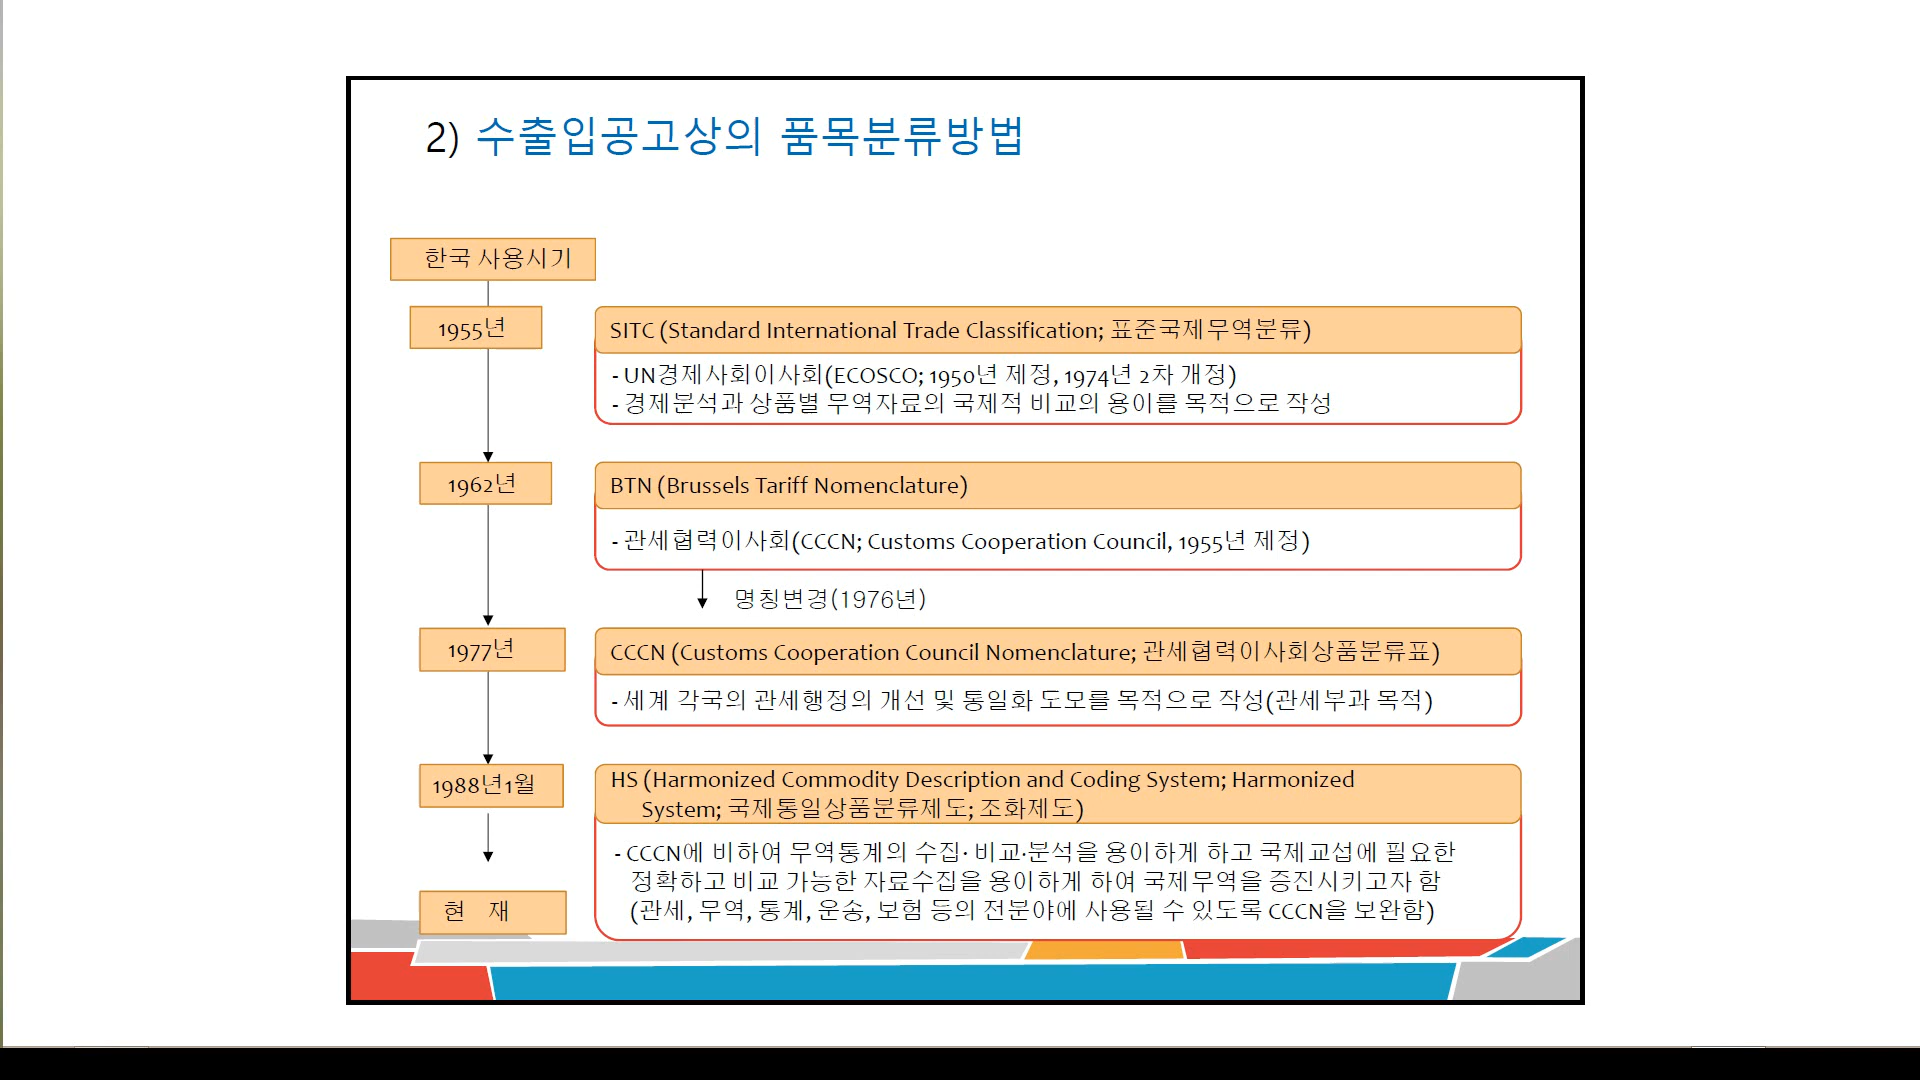 2) 수출입공고상의 품목분류방법
한국 사용시기
1955년
SITC (Standard International Trade Classification; 표준국제무역분류)
- UN경제사회이사회(ECOSCO; 1950년 제정, 1974년 2차 개정)
- 경제분석과 상품별 무역자료의 국제적 비교의 용이를 목적으로 작성
1962년
BTN (Brussels Tariff Nomenclature)
- 관세협력이사회(CCCN; Customs Cooperation Council, 1955년 제정)
명칭변경(1976년)
1977년
CCCN (Customs Cooperation Council Nomenclature; 관세협력이사회상품분류표)
- 세계 각국의 관세행정의 개선 및 통일화 도모를 목적으로 작성(관세부과 목적)
1988년1월
HS (Harmonized Commodity Description and Coding System; Harmonized
System; 국제통일상품분류제도; 조화제도)
- CCCN에 비하여 무역통계의 수집· 비교·분석을 용이하게 하고 국제교섭에 필요한
정확하고 비교 가능한 자료수집을 용이하게 하여 국제무역을 증진시키고자 함
(관세, 무역, 통계, 운송, 보험 등의 전분야에 사용될 수 있도록 CCCN을 보완함)
현 재